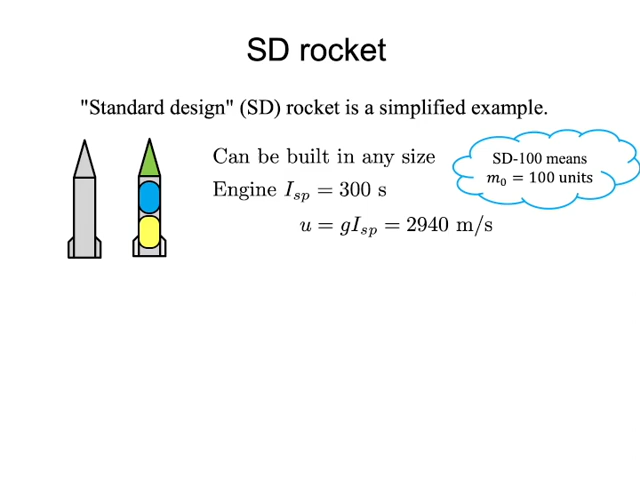 SD rocket
"Standard design" (SD) rocket is a simplified example.
Can be built in any size
Engine I_sp = 300 s
u = gI_sp = 2940 m/s
SD-100 means
m₀ = 100 units